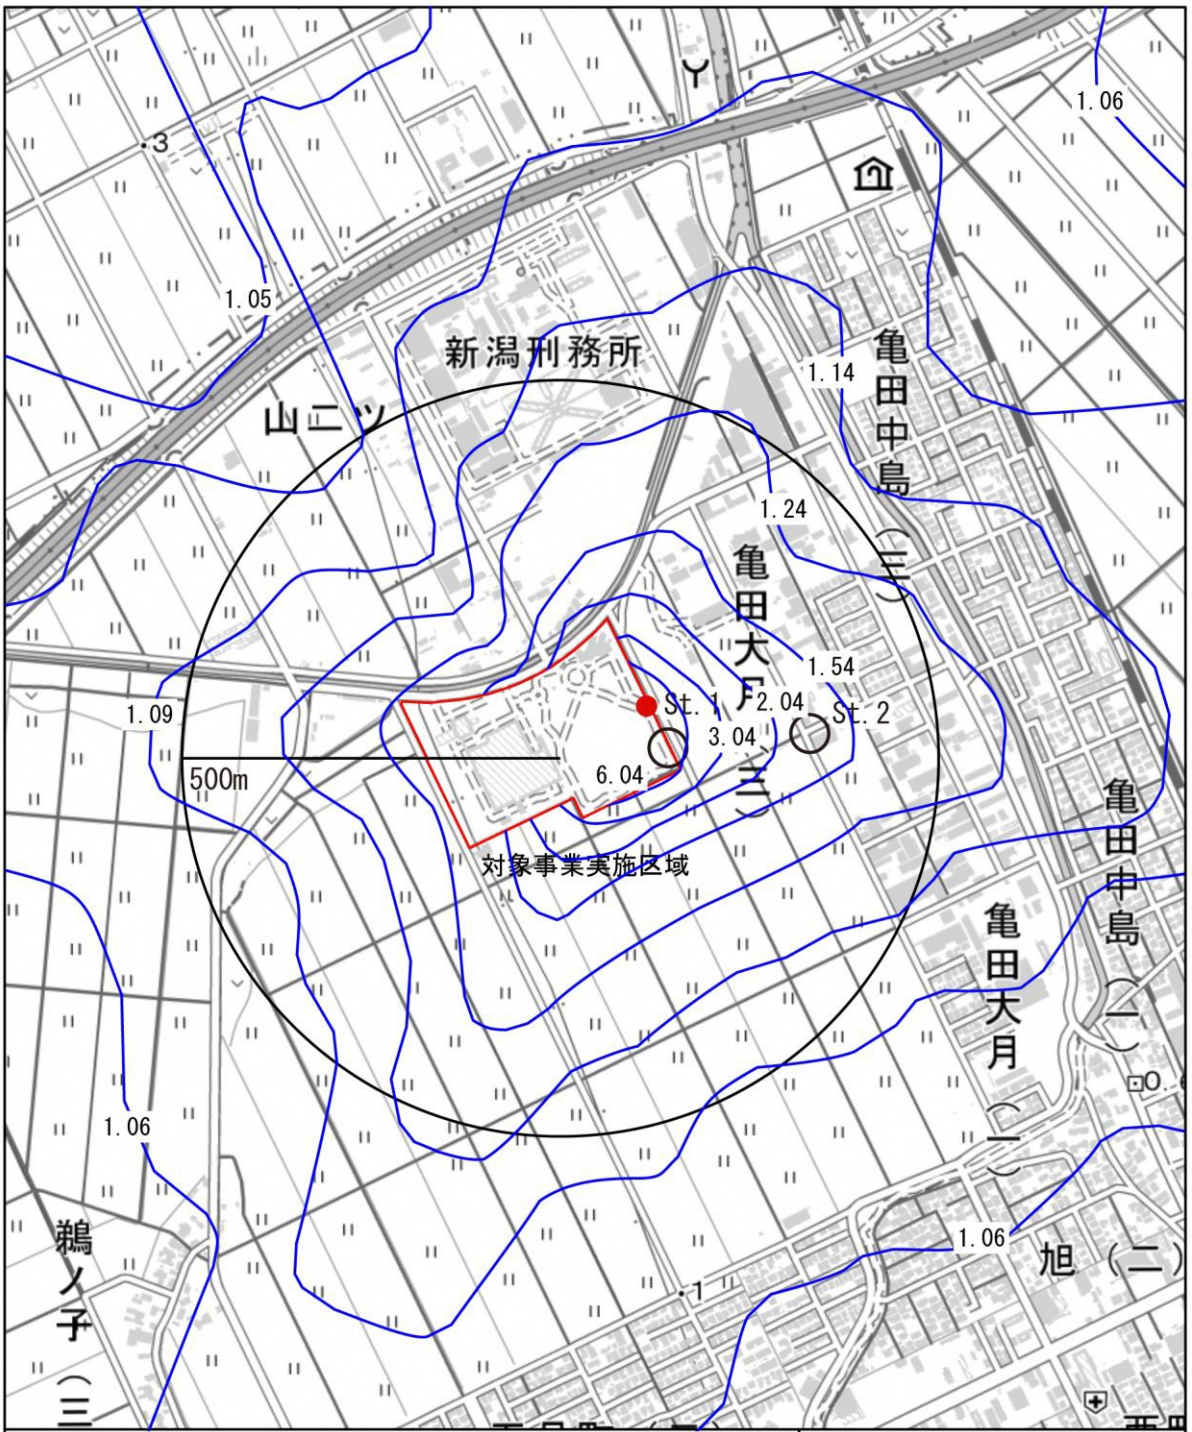 1.06
3
1.05
新潟刑務所
山二ツ
1.14
亀田中島(三)
1.24
亀田大月(三)
1.54
1.09
St.1
2.04
St.2
3.04
6.04
500m
対象事業実施区域
亀田中島(二)
亀田大月(一)
1.06
鵜ノ子(三
1.06
旭(二)
1